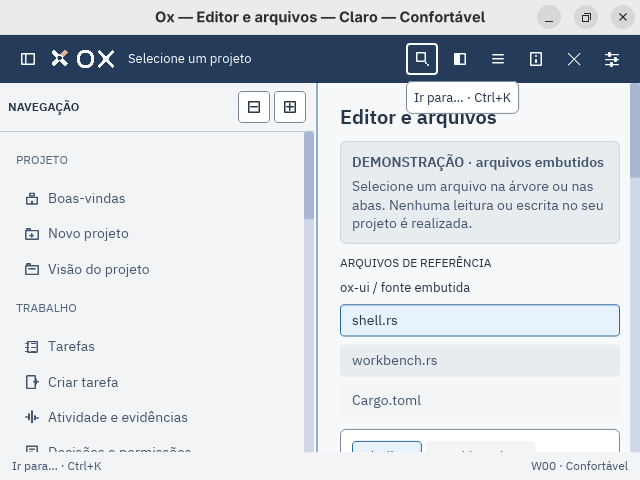 Ox — Editor e arquivos — Claro — Confortável
OX
Selecione um projeto
Ir para… · Ctrl+K
NAVEGAÇÃO
PROJETO
Boas-vindas
Novo projeto
Visão do projeto
TRABALHO
Tarefas
Criar tarefa
Atividade e evidências
Decisões e permissões
Editor e arquivos
DEMONSTRAÇÃO · arquivos embutidos
Selecione um arquivo na árvore ou nas
abas. Nenhuma leitura ou escrita no seu
projeto é realizada.
ARQUIVOS DE REFERÊNCIA
ox-ui / fonte embutida
shell.rs
workbench.rs
Cargo.toml
Ir para… · Ctrl+K
W00 · Confortável